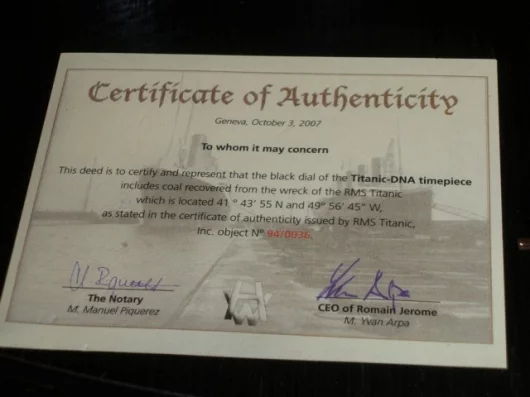 Certificate of Authenticity
Geneva, October 3, 2007
To whom it may concern
This deed is to certify and represent that the black dial of the Titanic-DNA timepiece
includes coal recovered from the wreck of the RMS Titanic
which is located 41 º 43' 55 N and 49º 56' 45" W,
as stated in the certificate of authenticity issued by RMS Titanic,
Inc. object Nº 94/0036.
The Notary
M. Manuel Piquerez
CEO of Romain Jerome
M. Yvan Arpa